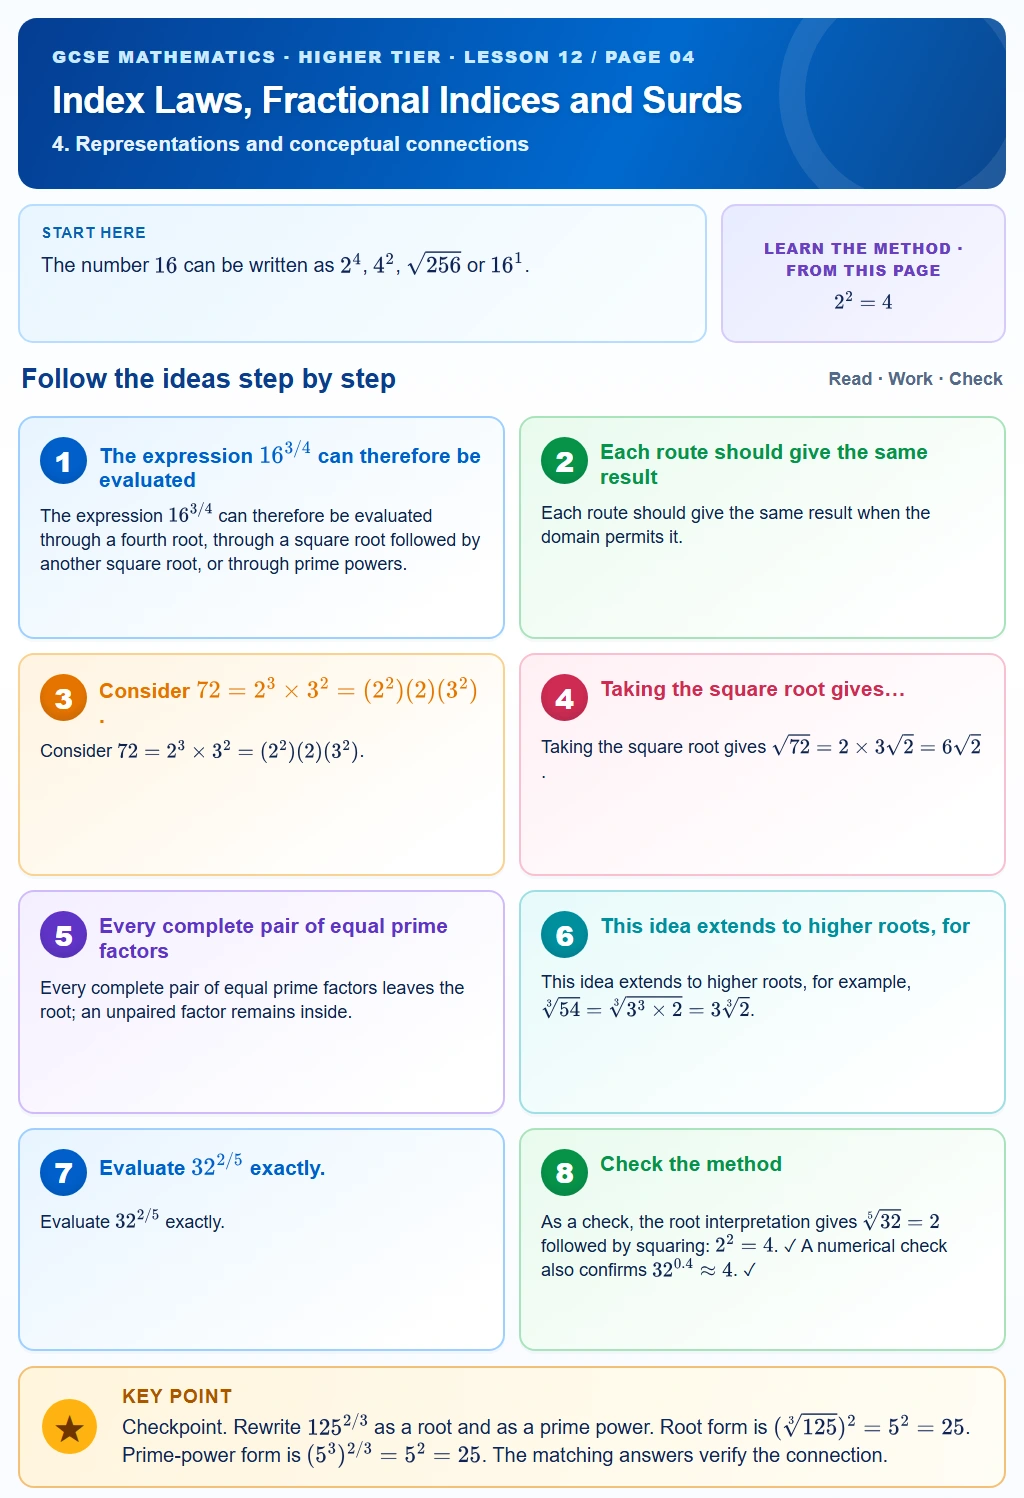 GCSE MATHEMATICS · HIGHER TIER · LESSON 12 / PAGE 04
Index Laws, Fractional Indices and Surds
4. Representations and conceptual connections
START HERE
The number 16 can be written as 2⁴, 4², √256 or 16¹.
LEARN THE METHOD ·
FROM THIS PAGE
2² = 4
Follow the ideas step by step
Read · Work · Check
1
The expression 16^{3/4} can therefore be
evaluated
The expression 16^{3/4} can therefore be evaluated
through a fourth root, through a square root followed by
another square root, or through prime powers.
2
Each route should give the same
result
Each route should give the same result when the
domain permits it.
3
Consider 72 = 2³ × 3² = (2²)(2)(3²)
.
Consider 72 = 2³ × 3² = (2²)(2)(3²).
4
Taking the square root gives…
Taking the square root gives √72 = 2 × 3√2 = 6√2
.
5
Every complete pair of equal prime
factors
Every complete pair of equal prime factors leaves the
root; an unpaired factor remains inside.
6
This idea extends to higher roots, for
This idea extends to higher roots, for example,
∛54 = ∛(3³ × 2) = 3∛2.
7
Evaluate 32^{2/5} exactly.
Evaluate 32^{2/5} exactly.
8
Check the method
As a check, the root interpretation gives ⁵√32 = 2
followed by squaring: 2² = 4. ✓ A numerical check
also confirms 32^{0.4} ≈ 4. ✓
KEY POINT
Checkpoint. Rewrite 125^{2/3} as a root and as a prime power. Root form is (∛125)² = 5² = 25.
Prime-power form is (5³)^{2/3} = 5² = 25. The matching answers verify the connection.